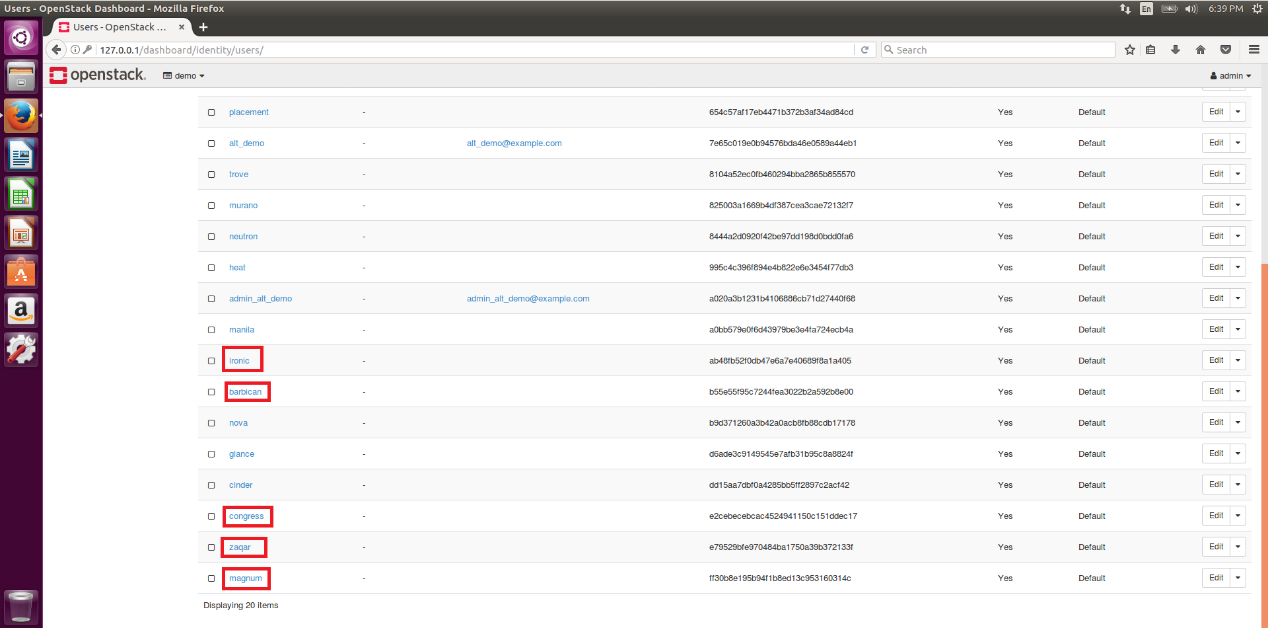 Users - OpenStack Dashboard - Mozilla Firefox
En
6:39 PM
Users - OpenStack ...
127.0.0.1/dashboard/identity/users/
Search
openstack.
demo
admin
placement - 654c57af17eb4471b372b3af34ad84cd Yes Default Edit
alt_demo - alt_demo@example.com 7e65c019e0b94576bda46e0589a44eb1 Yes Default Edit
trove - 8104a52ec0fb460294bba2865b855570 Yes Default Edit
murano - 825003a1669b4df387cea3cae72132f7 Yes Default Edit
neutron - 8444a2d0920f42be97dd198d0bdd0fa6 Yes Default Edit
heat - 995c4c396f894e4b822e6e3454f77db3 Yes Default Edit
admin_alt_demo - admin_alt_demo@example.com a020a3b1231b4106886cb71d27440f68 Yes Default Edit
manila - a0bb579e0f6d43979be3e4fa724ecb4a Yes Default Edit
ironic - ab48fb52f0db47e6a7e40689f8a1a405 Yes Default Edit
barbican - b55e55f95c7244fea3022b2a592b8e00 Yes Default Edit
nova - b9d371260a3b42a0acb8fb88cdb17178 Yes Default Edit
glance - d6ade3c9149545e7afb31b95c8a8824f Yes Default Edit
cinder - dd15aa7dbf0a4285bb5ff2897c2acf42 Yes Default Edit
congress - e2cebecebcac4524941150c151ddec17 Yes Default Edit
zaqar - e79529bfe970484ba1750a39b372133f Yes Default Edit
magnum - ff30b8e195b94f1b8ed13c953160314c Yes Default Edit
Displaying 20 items